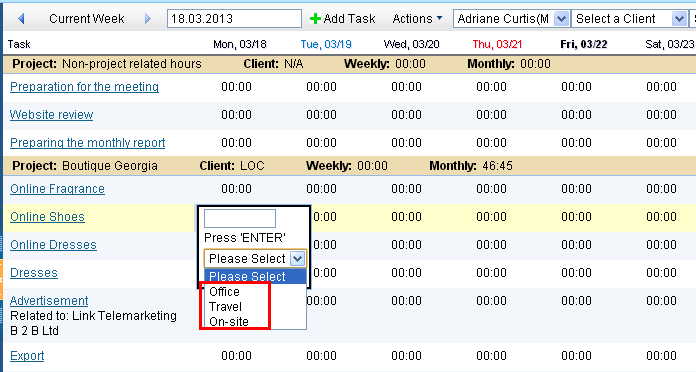 Current Week 18.03.2013 Add Task Actions Adriane Curtis(M Select a Client
Task Mon, 03/18 Tue, 03/19 Wed, 03/20 Thu, 03/21 Fri, 03/22 Sat, 03/23
Project: Non-project related hours Client: N/A Weekly: 00:00 Monthly: 00:00
Preparation for the meeting 00:00 00:00 00:00 00:00 00:00 00:00
Website review 00:00 00:00 00:00 00:00 00:00 00:00
Preparing the monthly report 00:00 00:00 00:00 00:00 00:00 00:00
Project: Boutique Georgia Client: LOC Weekly: 00:00 Monthly: 46:45
Online Fragrance 00:00 00:00 00:00 00:00 00:00 00:00
Online Shoes 00:00 00:00 00:00 00:00 00:00
Press 'ENTER'
Online Dresses 00:00 00:00 00:00 00:00 00:00
Please Select
Dresses 00:00 00:00 00:00 00:00 00:00
Please Select
Office
Travel
On-site
Advertisement 00:00 00:00 00:00 00:00 00:00
Related to: Link Telemarketing
B 2 B Ltd
Export 00:00 00:00 00:00 00:00 00:00 00:00